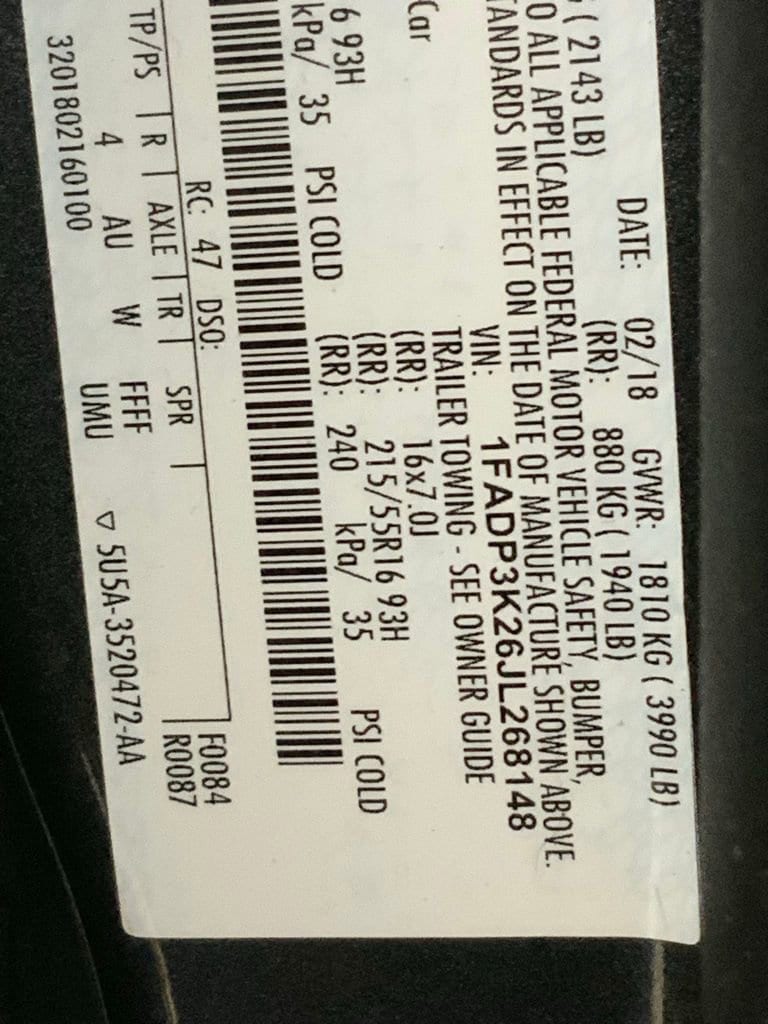 DATE: 02/18 GVWR: 1810 KG ( 3990 LB)
( 2143 LB) (RR): 880 KG ( 1940 LB)
O ALL APPLICABLE FEDERAL MOTOR VEHICLE SAFETY, BUMPER,
TANDARDS IN EFFECT ON THE DATE OF MANUFACTURE SHOWN ABOVE.
VIN: 1FADP3K26JL268148
Car TRAILER TOWING - SEE OWNER GUIDE
(RR): 16x7.0J
6 93H (RR): 215/55R16 93H
kPa/ 35 PSI COLD (RR): 240 kPa/ 35 PSI COLD
RC: 47 DSO: F0084
TP/PS R AXLE TR SPR R0087
4 AU W FFFF
3201802160100 UMU ▽ 5U5A-3520472-AA